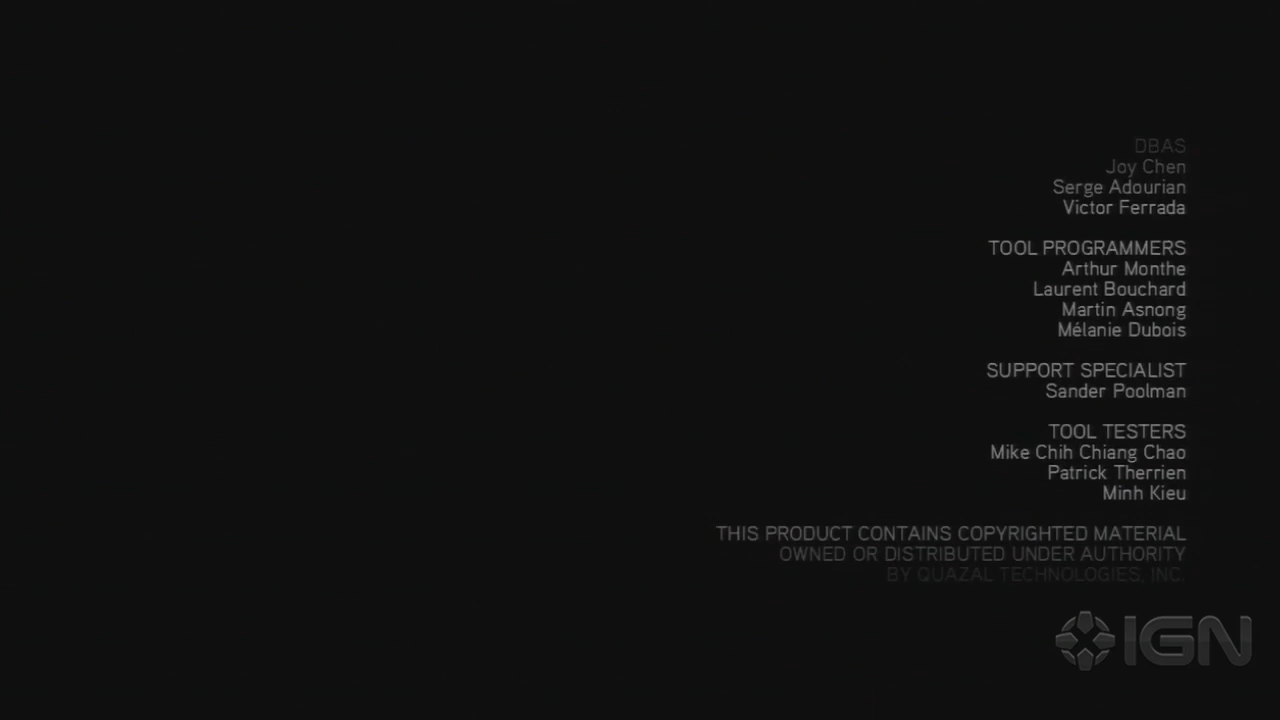 DBAS
Joy Chen
Serge Adourian
Victor Ferrada
TOOL PROGRAMMERS
Arthur Monthe
Laurent Bouchard
Martin Asnong
Mélanie Dubois
SUPPORT SPECIALIST
Sander Poolman
TOOL TESTERS
Mike Chih Chiang Chao
Patrick Therrien
Minh Kieu
THIS PRODUCT CONTAINS COPYRIGHTED MATERIAL
OWNED OR DISTRIBUTED UNDER AUTHORITY
BY QUAZAL TECHNOLOGIES, INC.
IGN